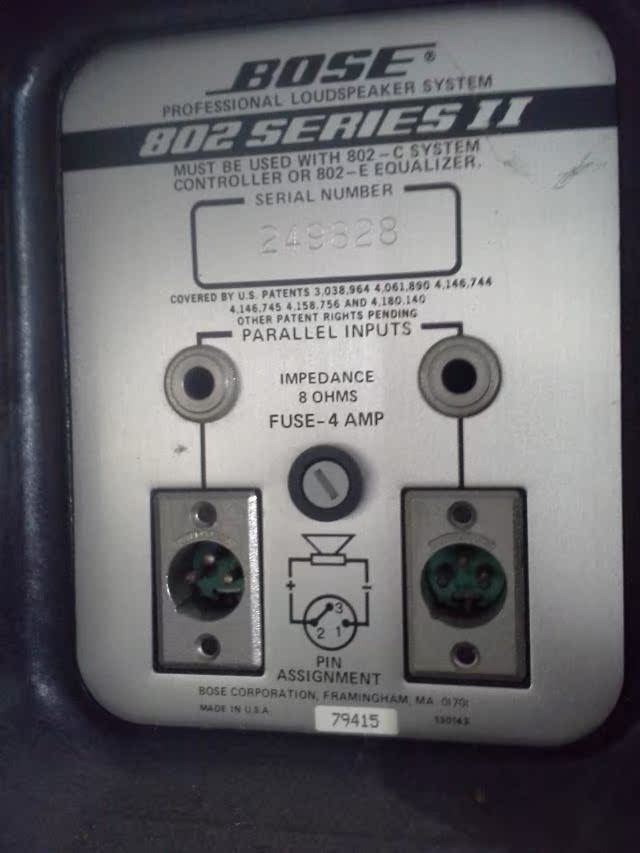 BOSE®
PROFESSIONAL LOUDSPEAKER SYSTEM
802 SERIES II
MUST BE USED WITH 802-C SYSTEM
CONTROLLER OR 802-E EQUALIZER.
SERIAL NUMBER
249828
COVERED BY U.S. PATENTS 3,038,964 4,061,890 4,146,744
4,146,745 4,158,756 AND 4,180,140
OTHER PATENT RIGHTS PENDING
PARALLEL INPUTS
IMPEDANCE
8 OHMS
FUSE-4 AMP
+ -
3
2 1
PIN
ASSIGNMENT
BOSE CORPORATION, FRAMINGHAM, MA. 01701
MADE IN U.S.A.
79415